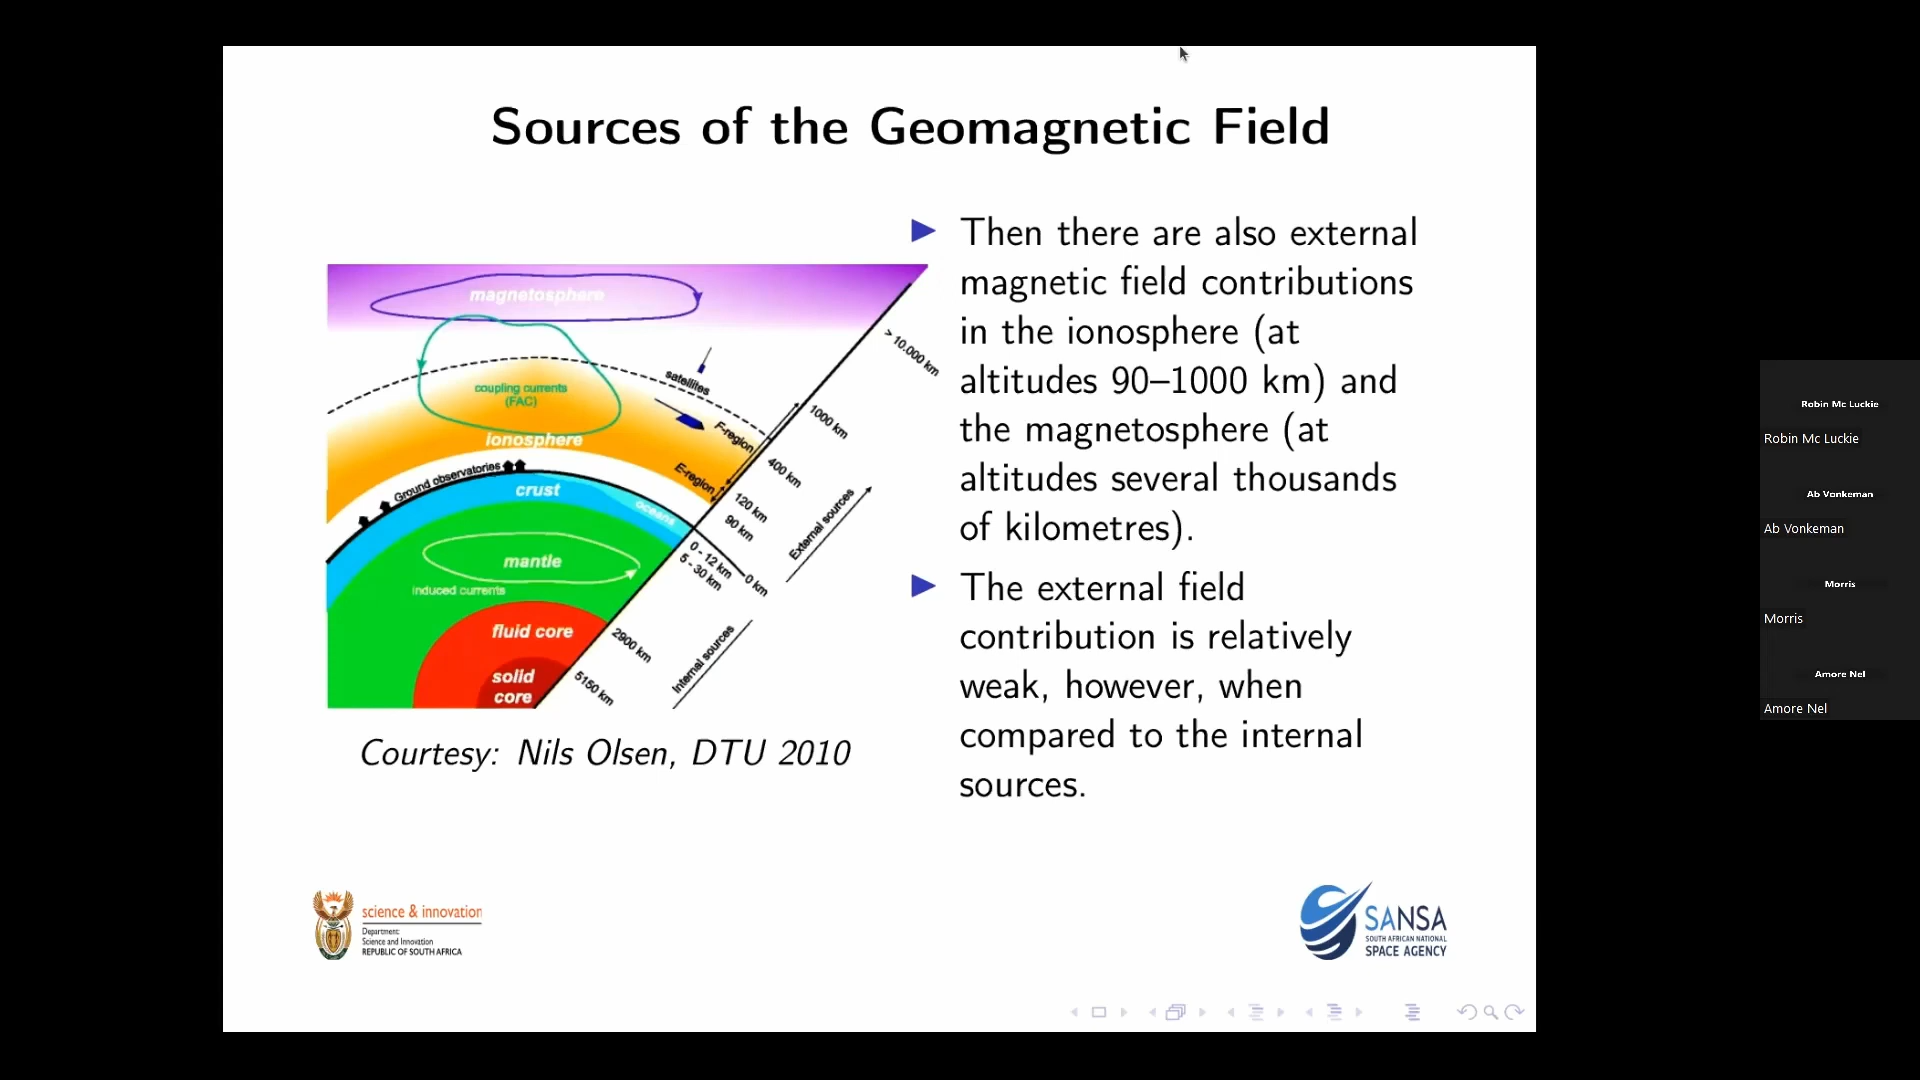 Sources of the Geomagnetic Field
magnetosphere
coupling currents
(FAC)
ionosphere
satellites
F-region
E-region
Ground observatories
crust
oceans
mantle
induced currents
fluid core
solid
core
> 10.000 km
1000 km
400 km
120 km
90 km
0 - 12 km
5 - 30 km
0 km
2900 km
5150 km
External sources
Internal sources
Courtesy: Nils Olsen, DTU 2010
Then there are also external
magnetic field contributions
in the ionosphere (at
altitudes 90–1000 km) and
the magnetosphere (at
altitudes several thousands
of kilometres).
The external field
contribution is relatively
weak, however, when
compared to the internal
sources.
science & innovation
Department:
Science and Innovation
REPUBLIC OF SOUTH AFRICA
SANSA
SOUTH AFRICAN NATIONAL
SPACE AGENCY
Robin Mc Luckie
Robin Mc Luckie
Ab Vonkeman
Ab Vonkeman
Morris
Morris
Amore Nel
Amore Nel